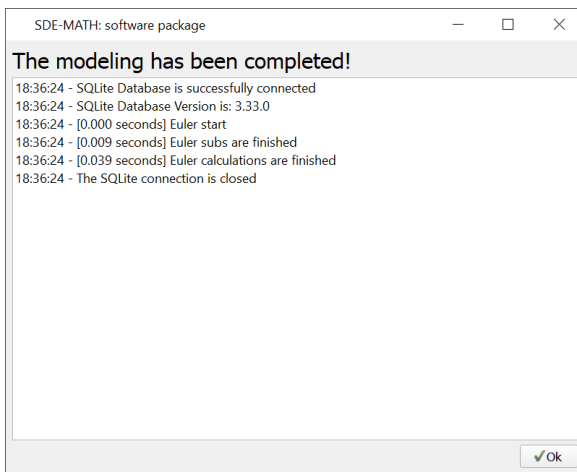 SDE-MATH: software package
The modeling has been completed!
18:36:24 - SQLite Database is successfully connected
18:36:24 - SQLite Database Version is: 3.33.0
18:36:24 - [0.000 seconds] Euler start
18:36:24 - [0.009 seconds] Euler subs are finished
18:36:24 - [0.039 seconds] Euler calculations are finished
18:36:24 - The SQLite connection is closed
Ok